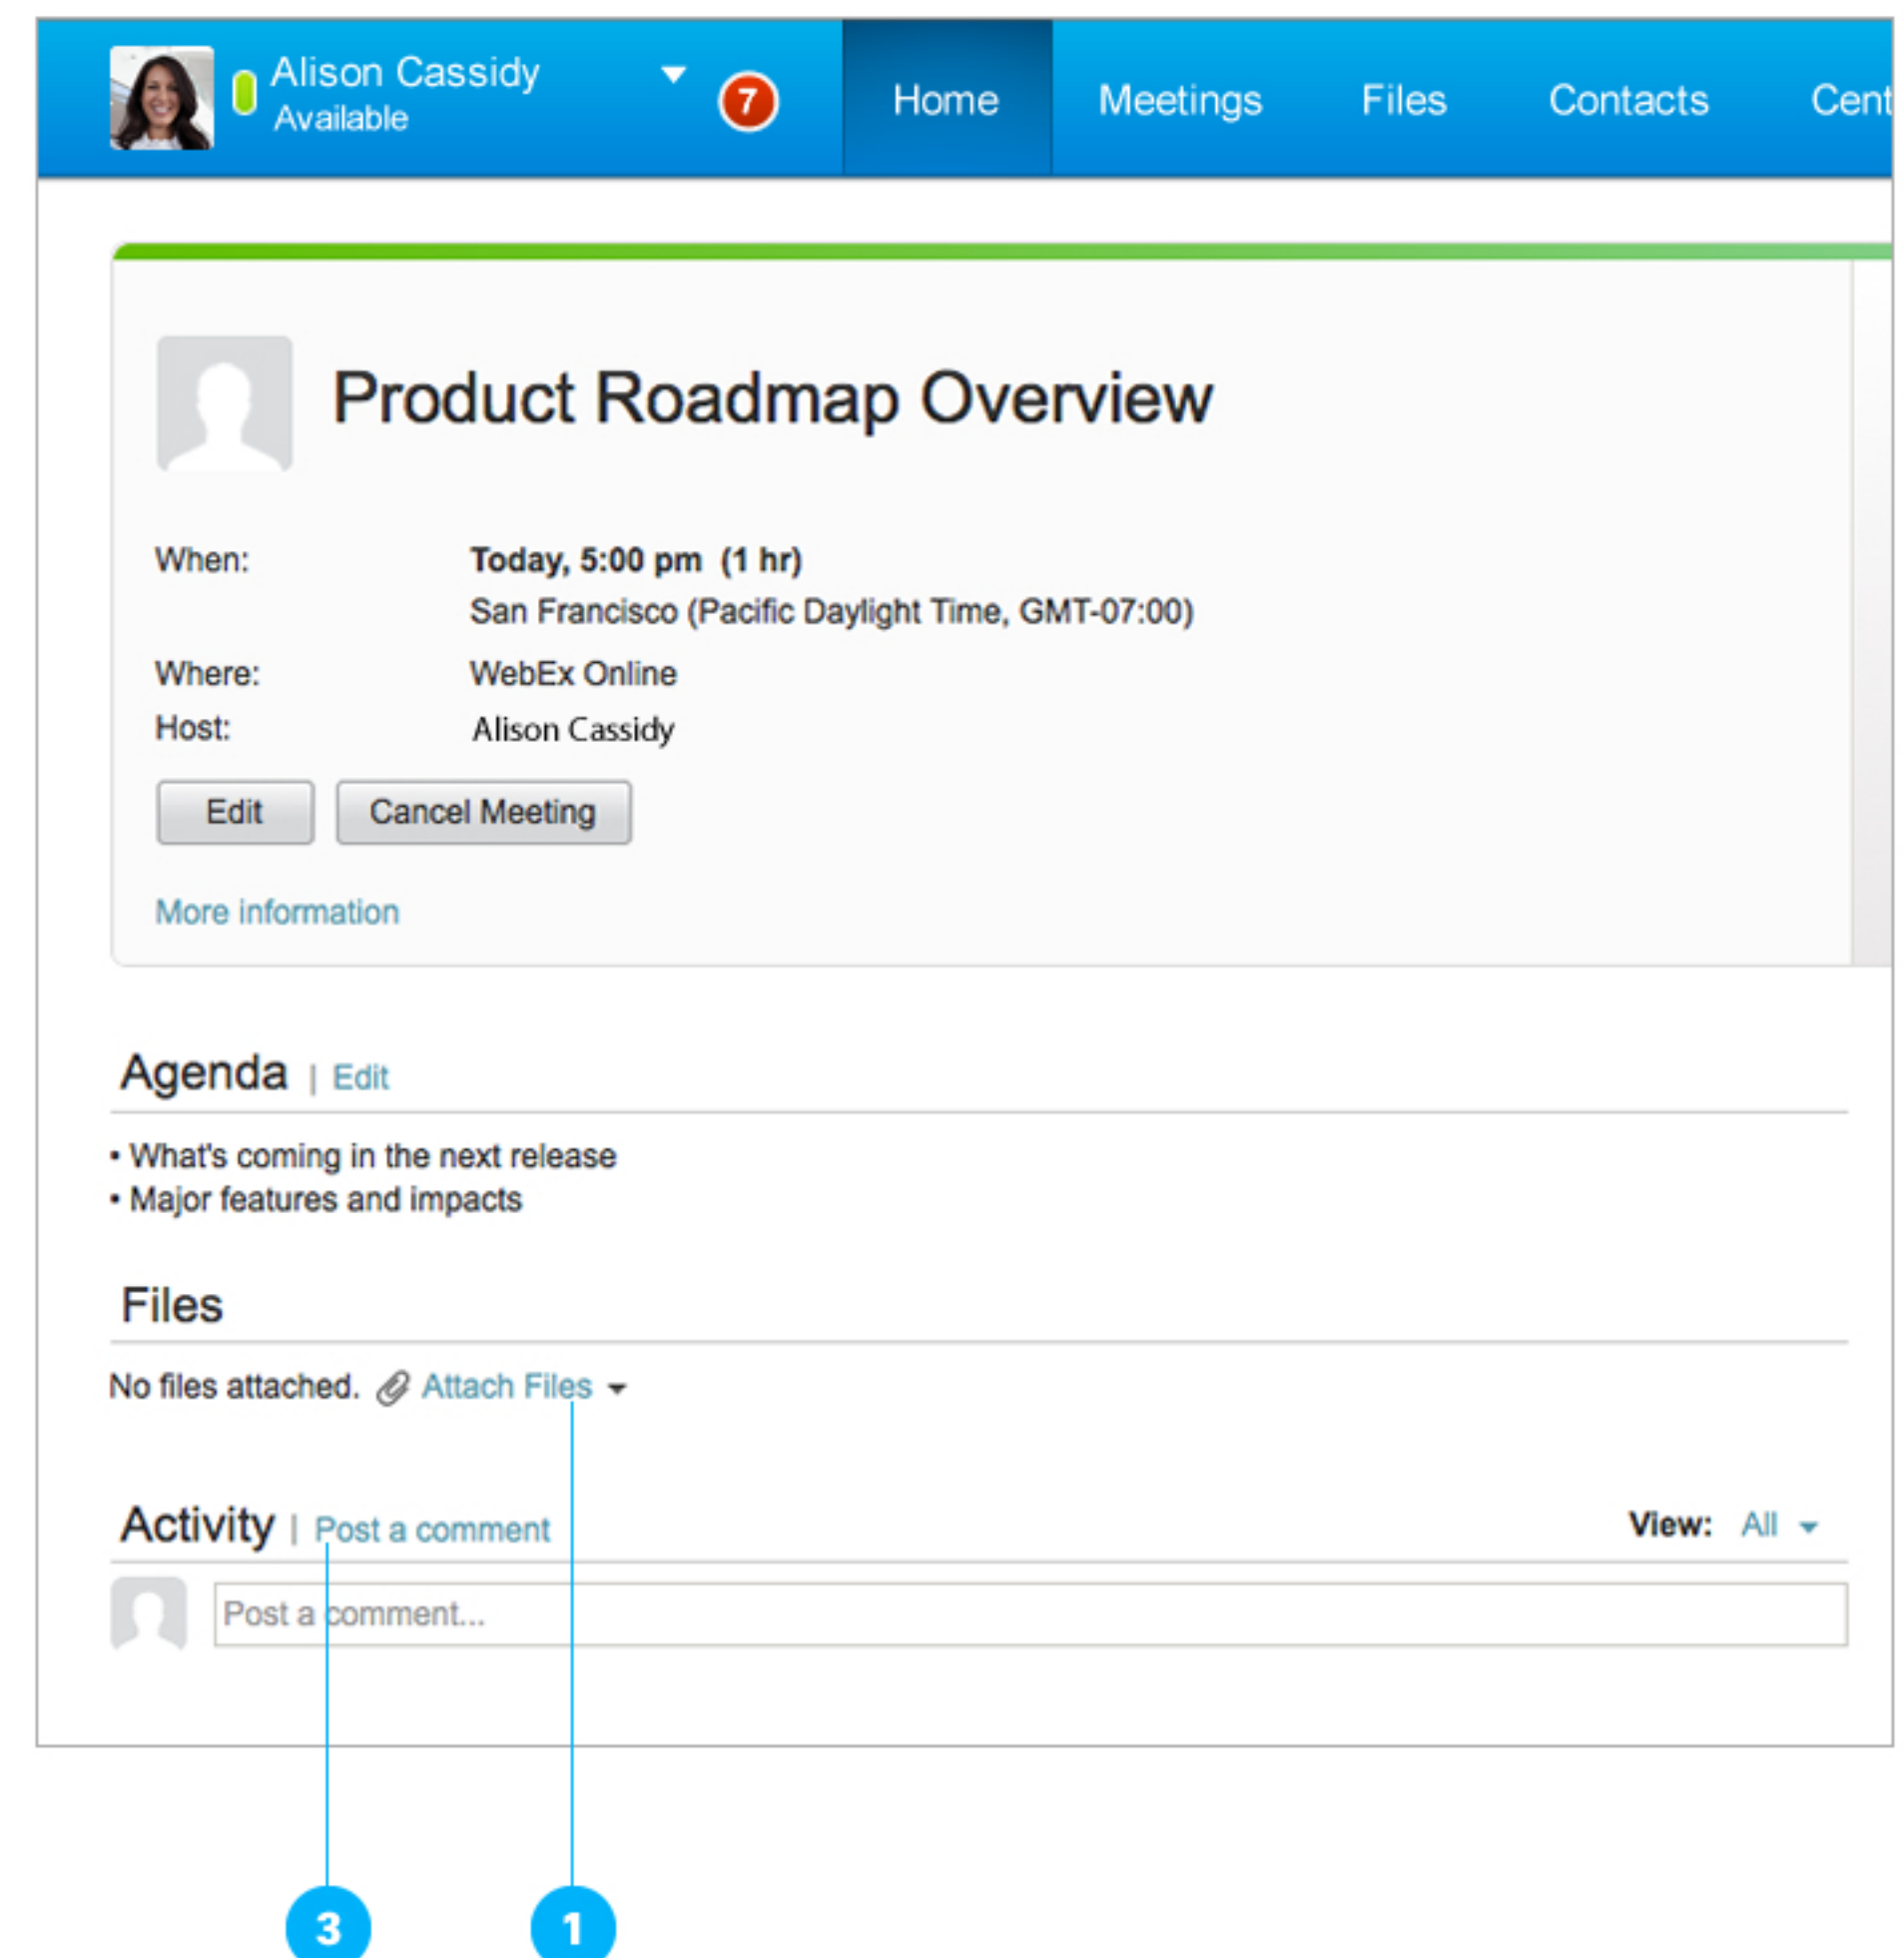 Alison Cassidy
Available
7
Home Meetings Files Contacts Cent
Product Roadmap Overview
When: Today, 5:00 pm (1 hr)
San Francisco (Pacific Daylight Time, GMT-07:00)
Where: WebEx Online
Host: Alison Cassidy
Edit Cancel Meeting
More information
Agenda | Edit
• What's coming in the next release
• Major features and impacts
Files
No files attached. Attach Files
Activity | Post a comment View: All
Post a comment...
3 1